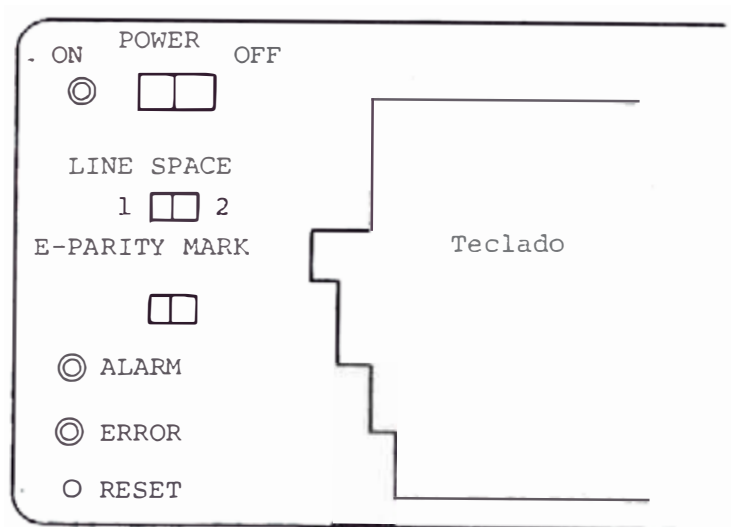 POWER
ON OFF
LINE SPACE
1 2
E-PARITY MARK
Teclado
ALARM
ERROR
RESET